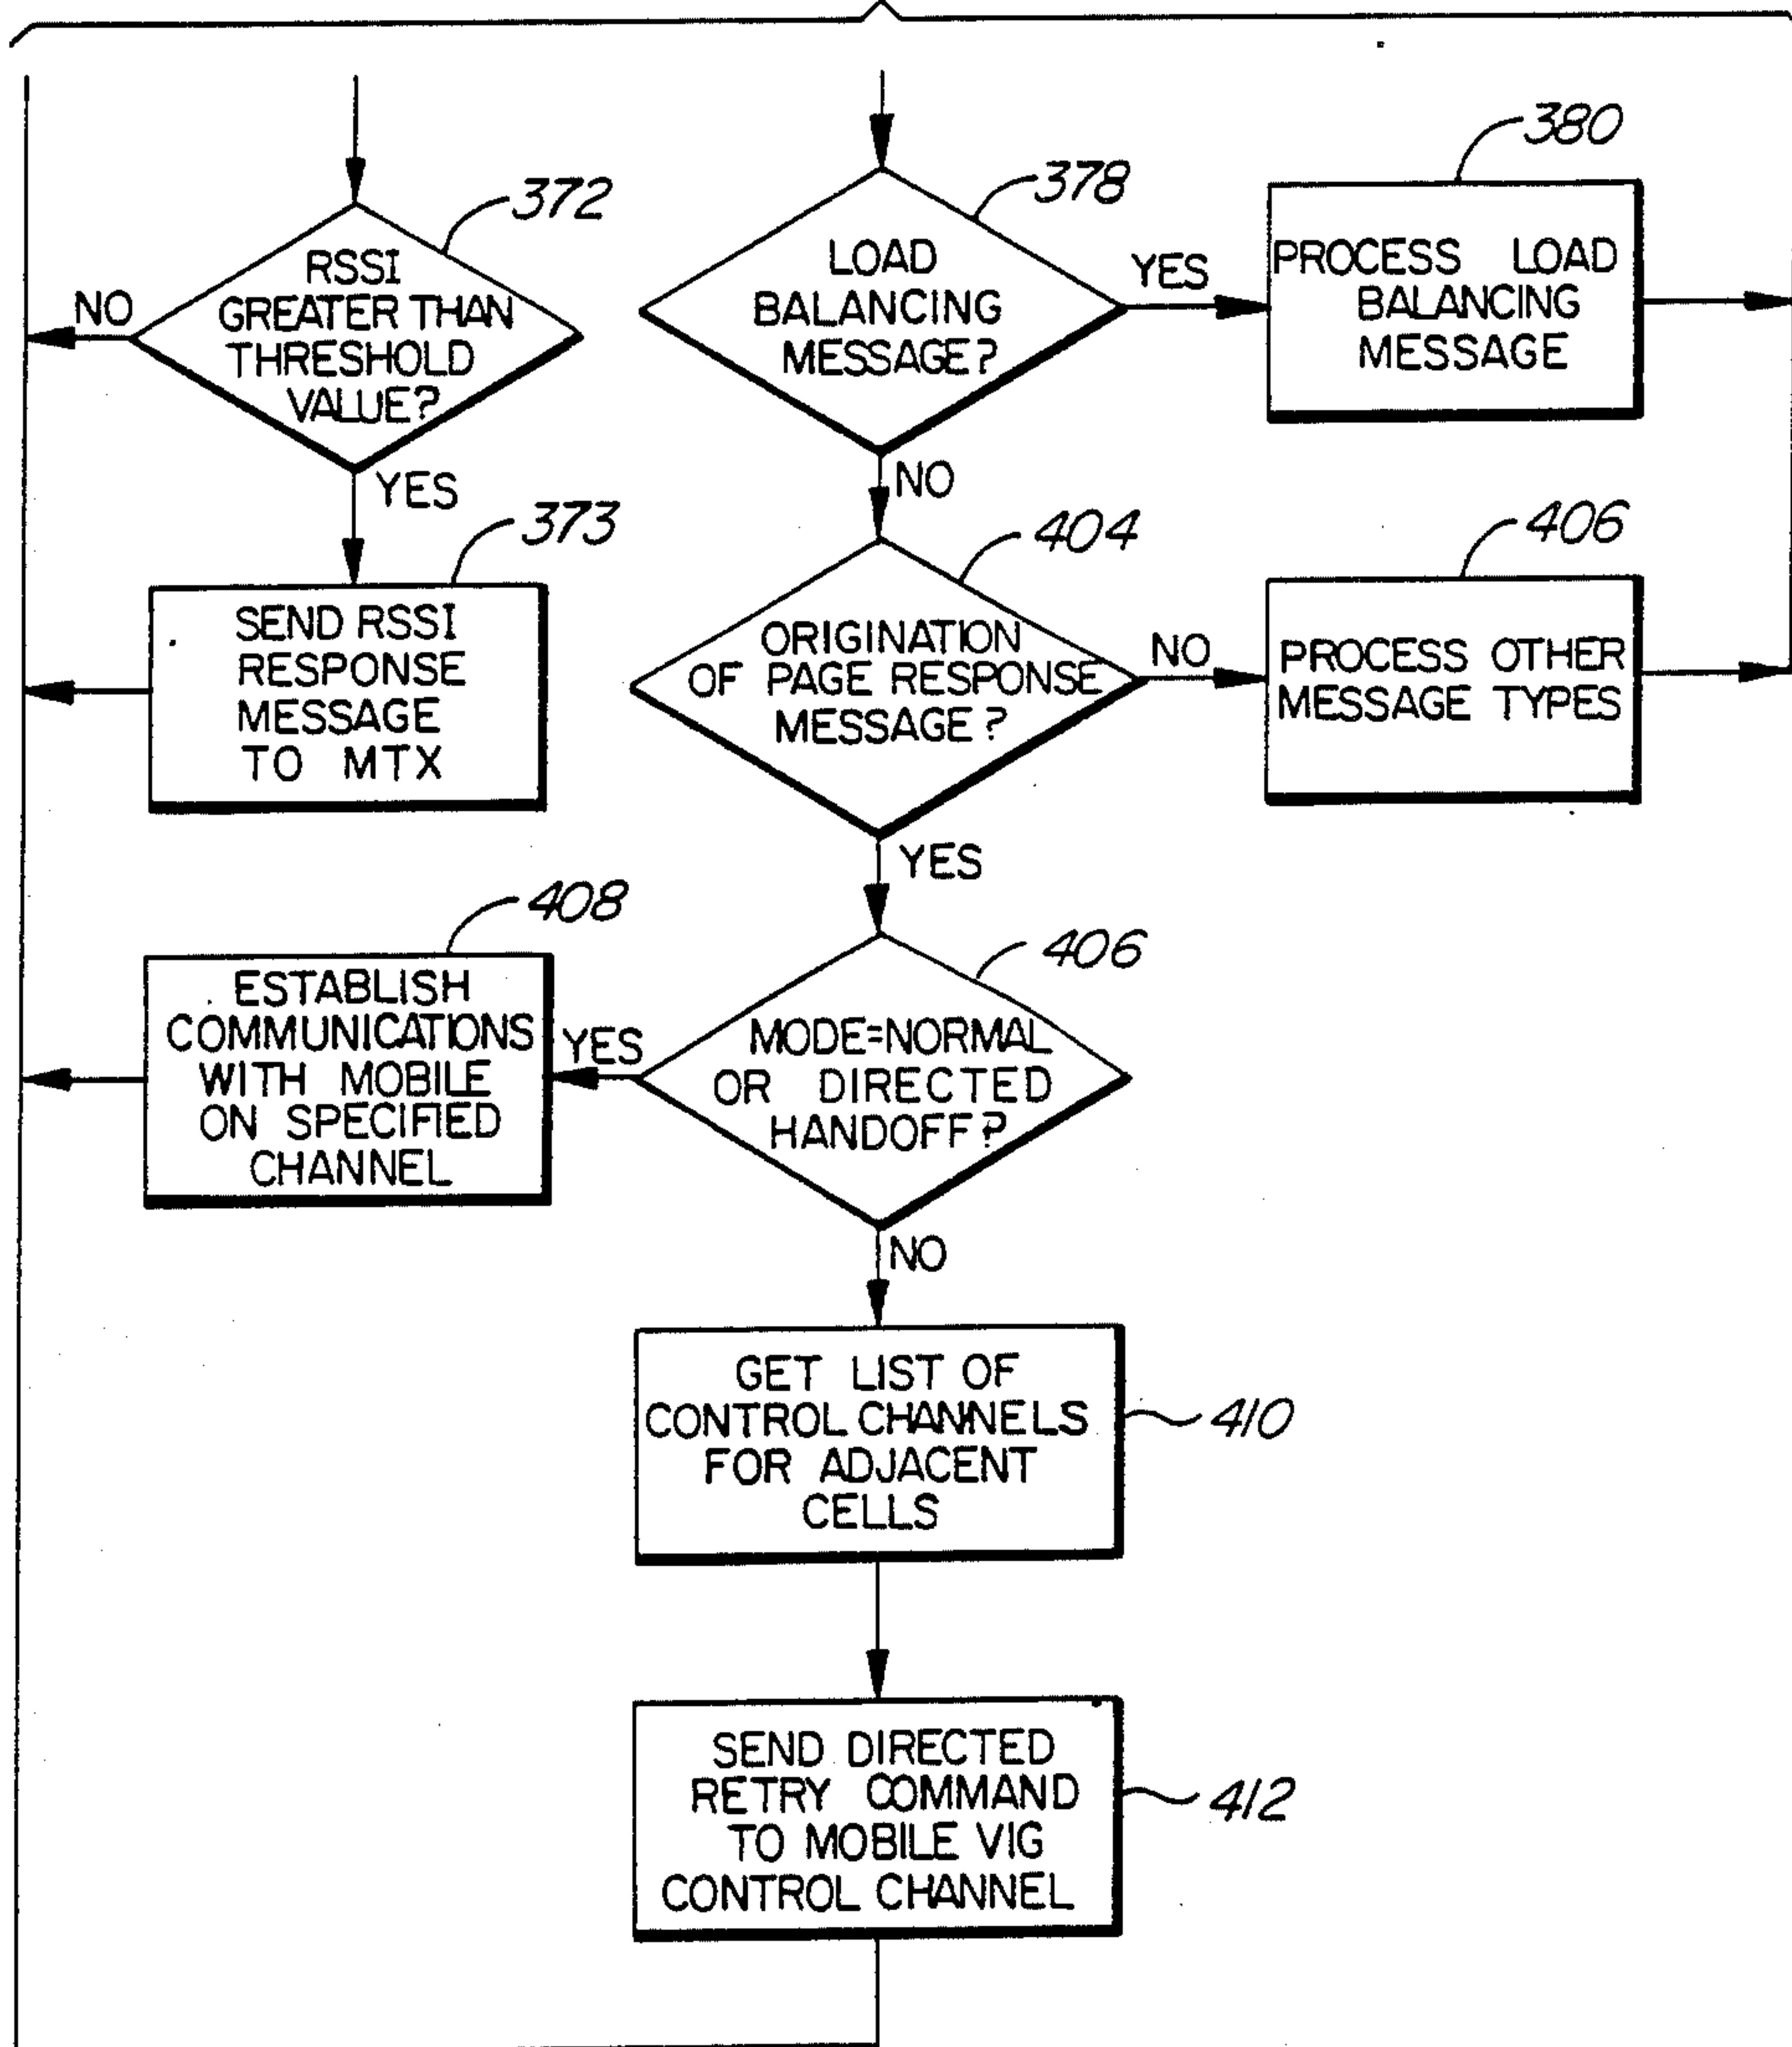 372
RSSI
GREATER THAN
THRESHOLD
VALUE?
NO
YES
373
SEND RSSI
RESPONSE
MESSAGE
TO MTX
378
LOAD
BALANCING
MESSAGE?
YES
NO
380
PROCESS LOAD
BALANCING
MESSAGE
404
ORIGINATION
OF PAGE RESPONSE
MESSAGE?
NO
YES
406
PROCESS OTHER
MESSAGE TYPES
406
MODE=NORMAL
OR DIRECTED
HANDOFF?
YES
NO
408
ESTABLISH
COMMUNICATIONS
WITH MOBILE
ON SPECIFIED
CHANNEL
GET LIST OF
CONTROL CHANNELS
FOR ADJACENT
CELLS
410
SEND DIRECTED
RETRY COMMAND
TO MOBILE VIG
CONTROL CHANNEL
412